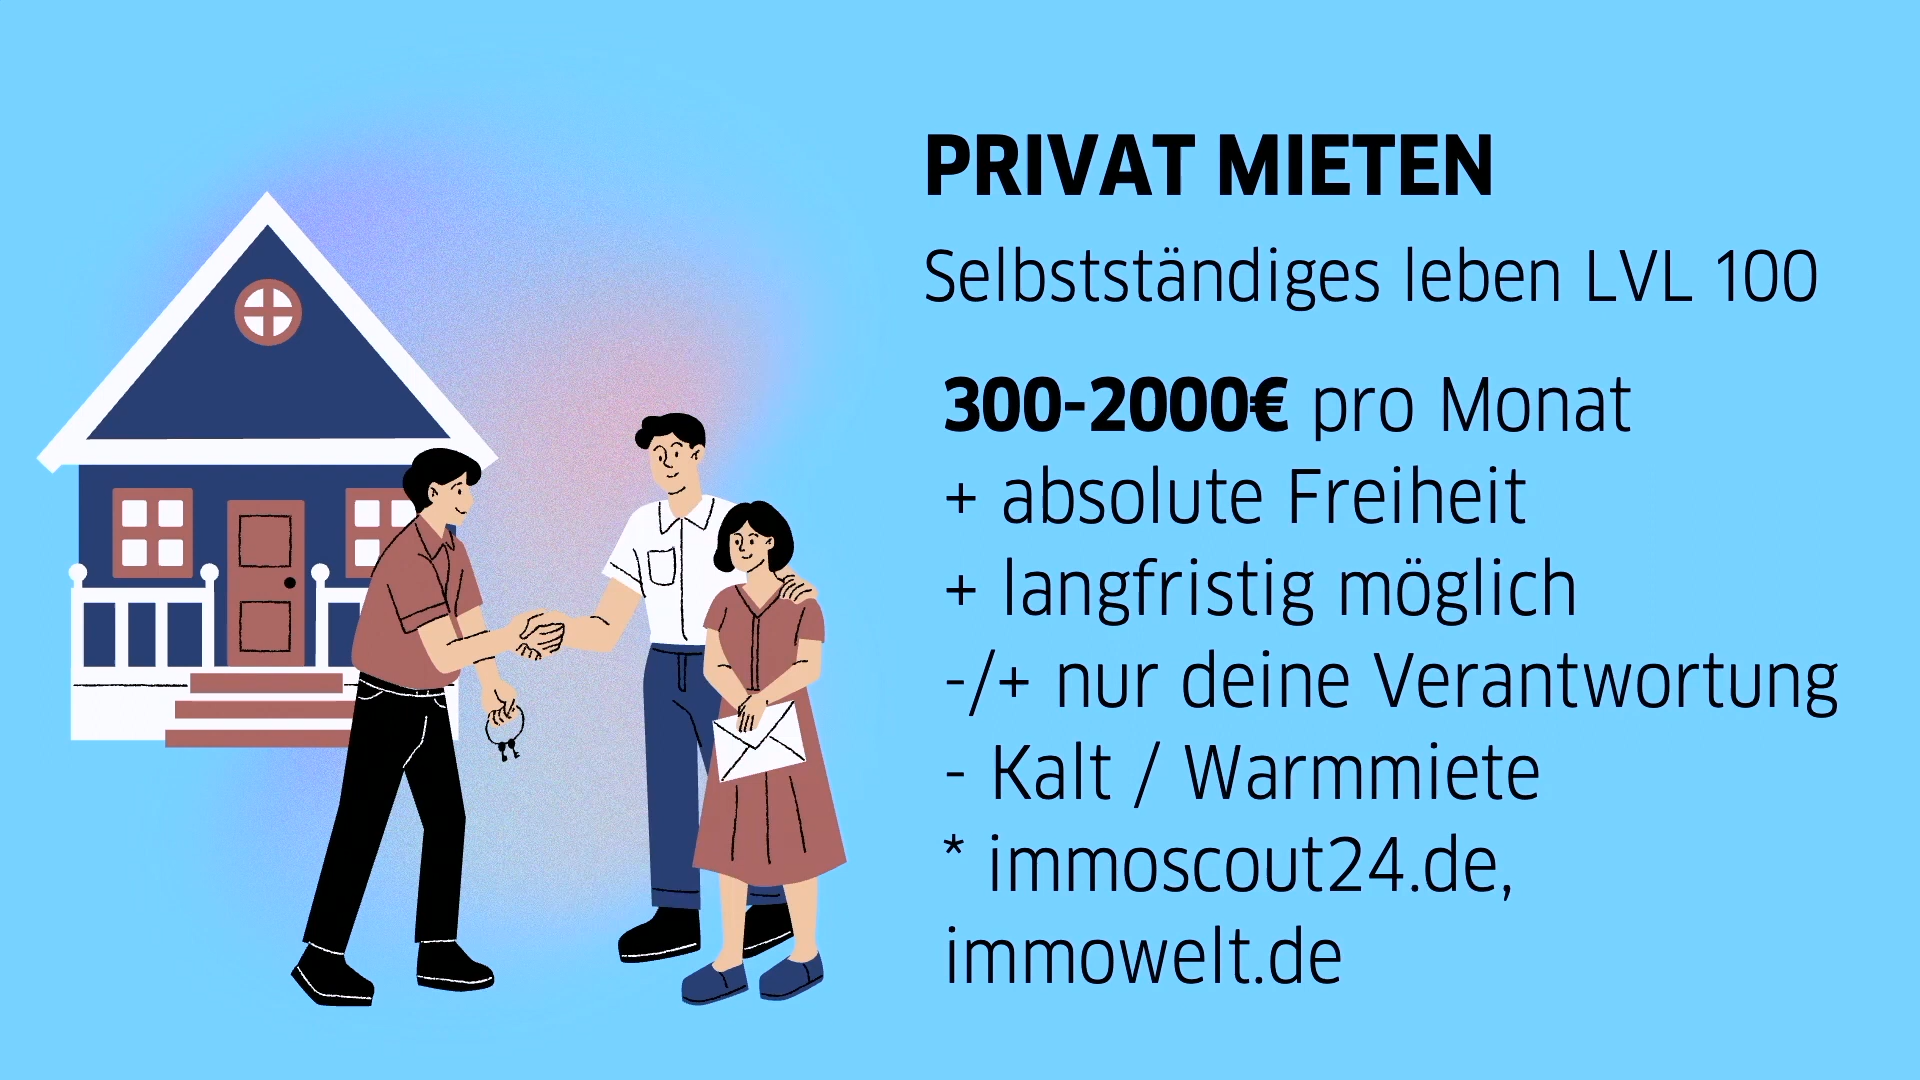 PRIVAT MIETEN
Selbstständiges leben LVL 100
300-2000€ pro Monat
+ absolute Freiheit
+ langfristig möglich
-/+ nur deine Verantwortung
- Kalt / Warmmiete
* immoscout24.de,
immowelt.de